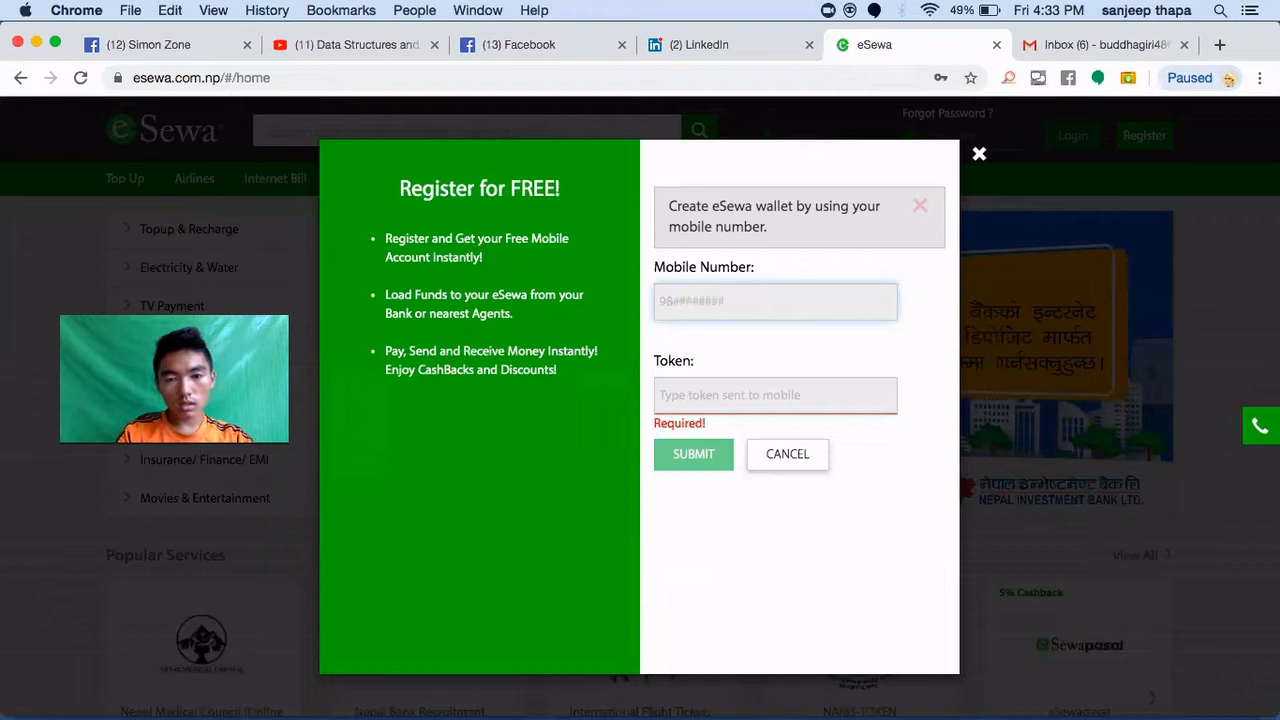 Chrome File Edit View History Bookmarks People Window Help 49% Fri 4:33 PM sanjeep thapa
(12) Simon Zone (11) Data Structures and (13) Facebook (2) LinkedIn eSewa Inbox (6) - buddhagiri48
esewa.com.np/#/home Paused
Forgot Password ?
eSewa Login Register
Top Up Airlines Internet Bill
Topup & Recharge
Electricity & Water
TV Payment
Insurance/ Finance/ EMI
Movies & Entertainment
Register for FREE!
Register and Get your Free Mobile
Account Instantly!
Load Funds to your eSewa from your
Bank or nearest Agents.
Pay, Send and Receive Money Instantly!
Enjoy CashBacks and Discounts!
Create eSewa wallet by using your
mobile number.
Mobile Number:
98########
Token:
Type token sent to mobile
Required!
SUBMIT CANCEL
बैंकको इन्टरनेट
डिपोजिट मार्फत
गर्नसक्नुहुन्छ
नेपाल इन्भेष्टमेण्ट बैंक लि
NEPAL INVESTMENT BANK LTD.
Popular Services View All
5% Cashback
eSewapasal
Nepal Medical Council (Online Nepal Bank Recruitment. International Flight Tickets NABIS TOKEN eSewapasal